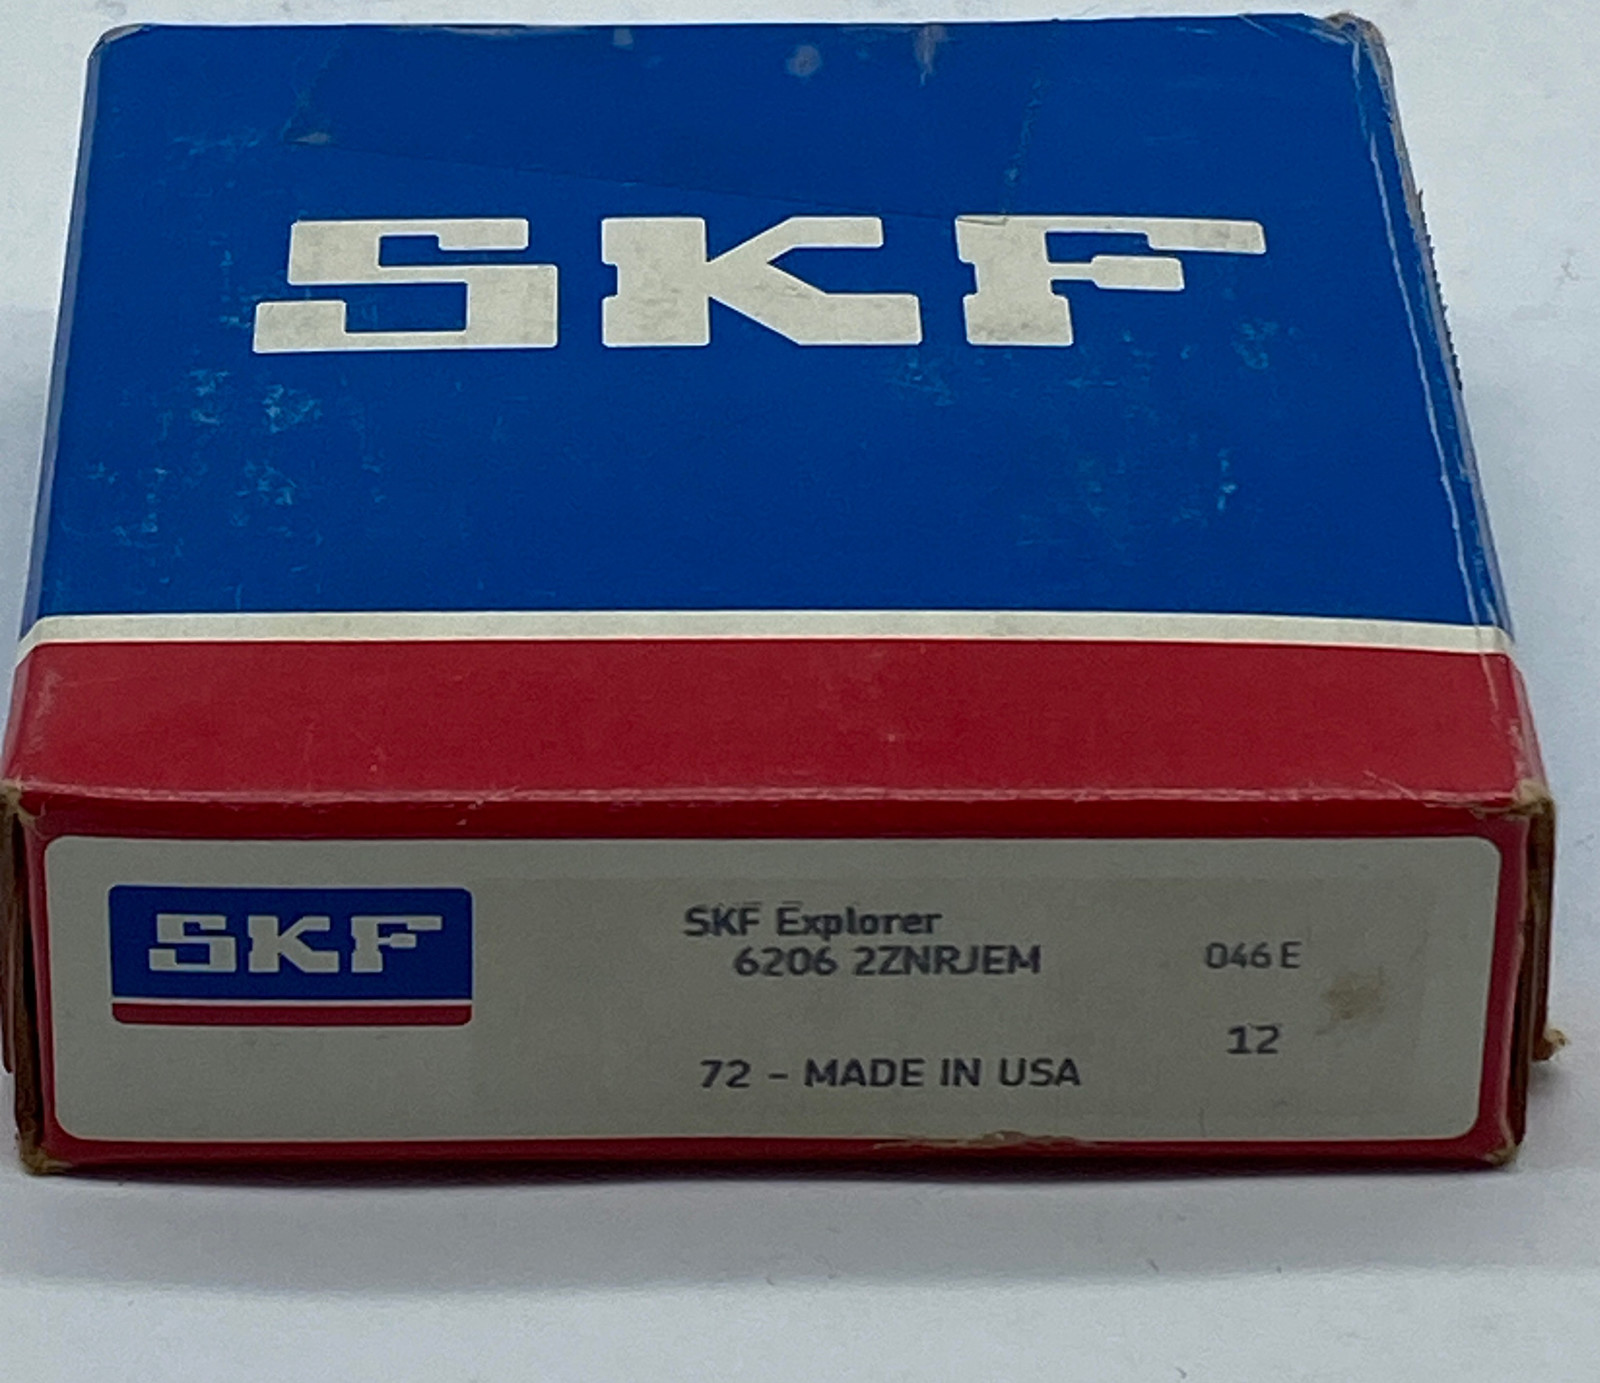 SKF
SKF
SKF Explorer
6206 2ZNRJEM
046 E
12
72 - MADE IN USA